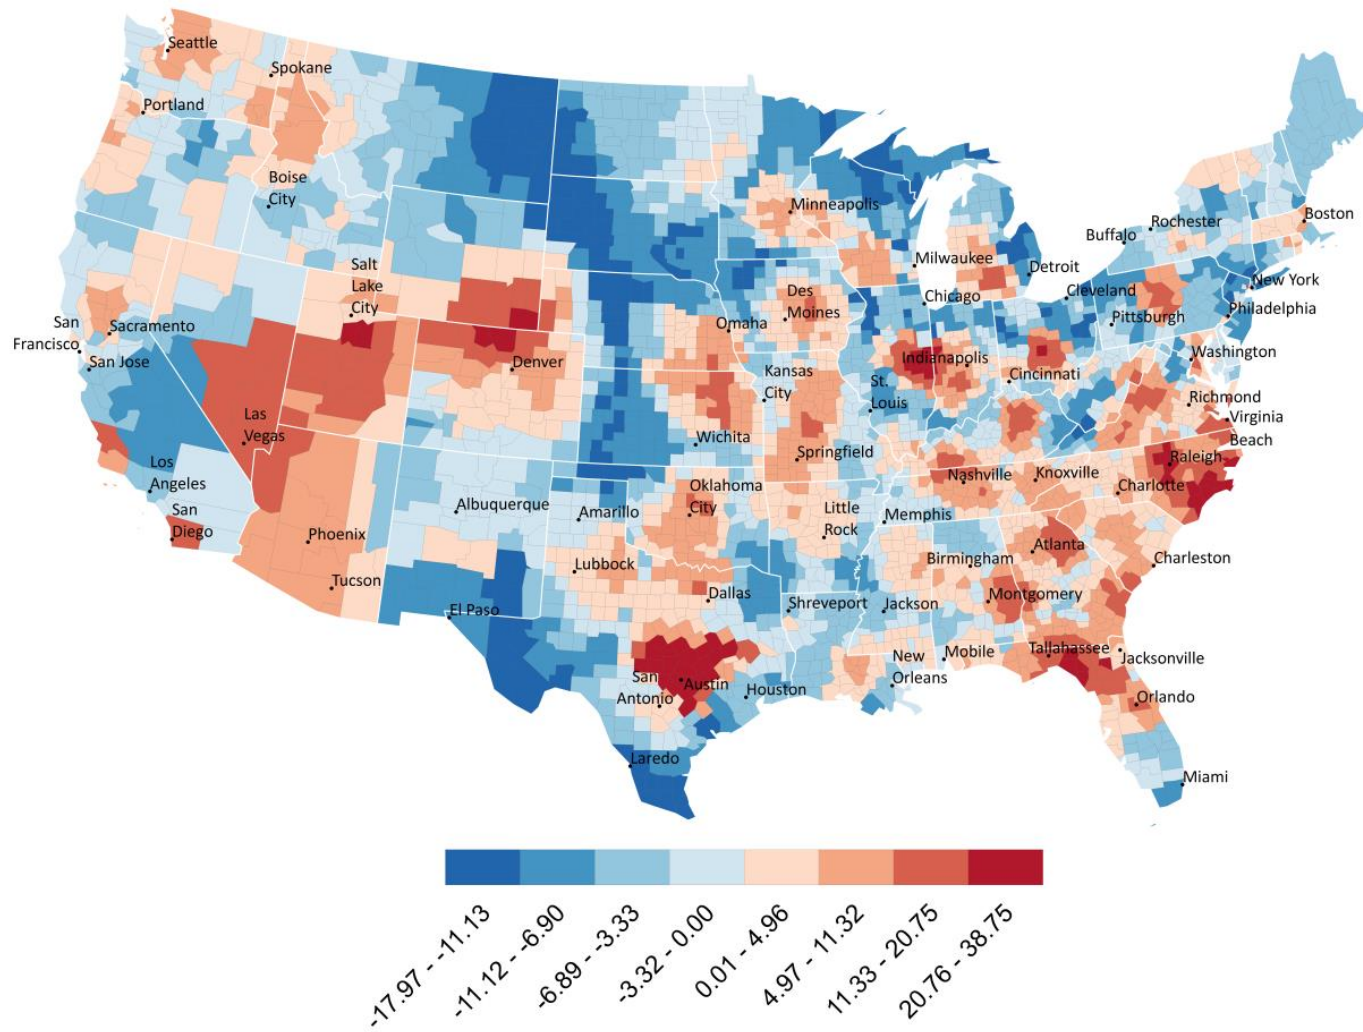 Seattle
Spokane
Portland
Boise
City
Minneapolis
Boston
Rochester
Buffalo
Milwaukee
Detroit
Salt
Lake
City
New York
Chicago
Cleveland
Des
Moines
Philadelphia
Pittsburgh
San
Francisco
Sacramento
Omaha
San Jose
Washington
Indianapolis
Denver
Kansas
City
Cincinnati
St.
Louis
Richmond
Las
Vegas
Virginia
Beach
Wichita
Springfield
Raleigh
Los
Angeles
Nashville
Knoxville
Charlotte
Oklahoma
City
Albuquerque
Amarillo
San
Diego
Little
Rock
Memphis
Phoenix
Atlanta
Birmingham
Charleston
Lubbock
Tucson
Dallas
Montgomery
Shreveport
Jackson
El Paso
Tallahassee
Mobile
Jacksonville
New
Orleans
San
Antonio
Austin
Houston
Orlando
Laredo
Miami
-17.97 - -11.13
-11.12 - -6.90
-6.89 - -3.33
-3.32 - 0.00
0.01 - 4.96
4.97 - 11.32
11.33 - 20.75
20.76 - 38.75